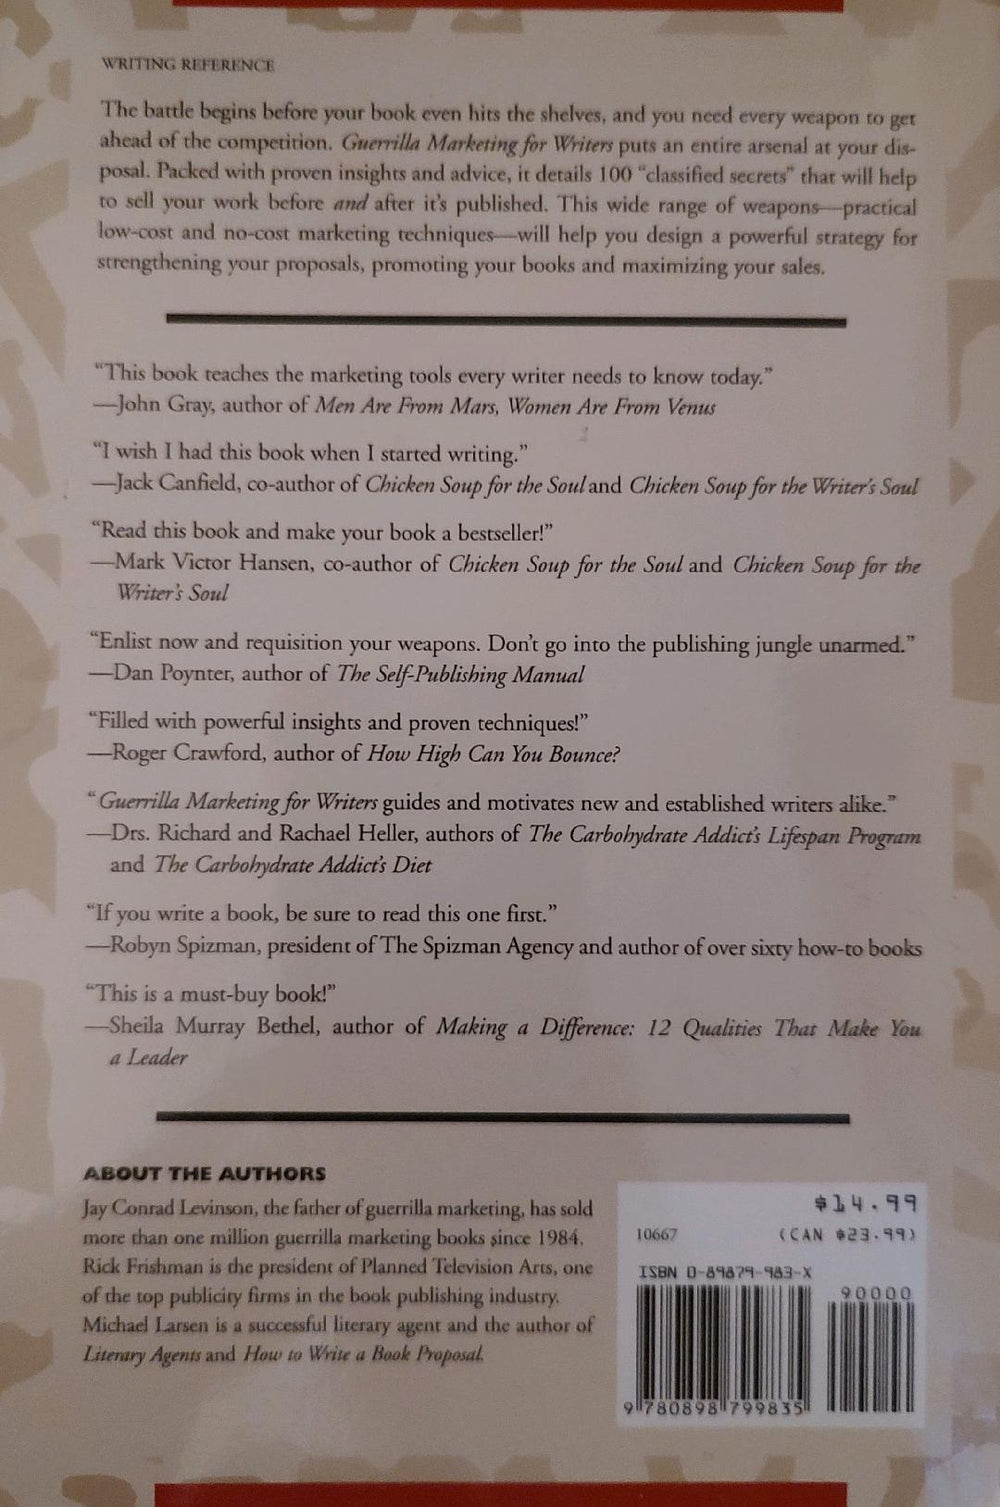 WRITING REFERENCE
The battle begins before your book even hits the shelves, and you need every weapon to get
ahead of the competition. Guerrilla Marketing for Writers puts an entire arsenal at your dis-
posal. Packed with proven insights and advice, it details 100 “classified secrets” that will help
to sell your work before and after it’s published. This wide range of weapons—practical
low-cost and no-cost marketing techniques—will help you design a powerful strategy for
strengthening your proposals, promoting your books and maximizing your sales.
“This book teaches the marketing tools every writer needs to know today.”
—John Gray, author of Men Are From Mars, Women Are From Venus
“I wish I had this book when I started writing.”
—Jack Canfield, co-author of Chicken Soup for the Soul and Chicken Soup for the Writer’s Soul
“Read this book and make your book a bestseller!”
—Mark Victor Hansen, co-author of Chicken Soup for the Soul and Chicken Soup for the
Writer’s Soul
“Enlist now and requisition your weapons. Don’t go into the publishing jungle unarmed.”
—Dan Poynter, author of The Self-Publishing Manual
“Filled with powerful insights and proven techniques!”
—Roger Crawford, author of How High Can You Bounce?
“Guerrilla Marketing for Writers guides and motivates new and established writers alike.”
—Drs. Richard and Rachael Heller, authors of The Carbohydrate Addict’s Lifespan Program
and The Carbohydrate Addict’s Diet
“If you write a book, be sure to read this one first.”
—Robyn Spizman, president of The Spizman Agency and author of over sixty how-to books
“This is a must-buy book!”
—Sheila Murray Bethel, author of Making a Difference: 12 Qualities That Make You
a Leader
ABOUT THE AUTHORS
Jay Conrad Levinson, the father of guerrilla marketing, has sold
more than one million guerrilla marketing books since 1984.
Rick Frishman is the president of Planned Television Arts, one
of the top publicity firms in the book publishing industry.
Michael Larsen is a successful literary agent and the author of
Literary Agents and How to Write a Book Proposal.
$14.99
10667 (CAN $23.99)
ISBN 0-89879-983-X
90000
9 780898 799835